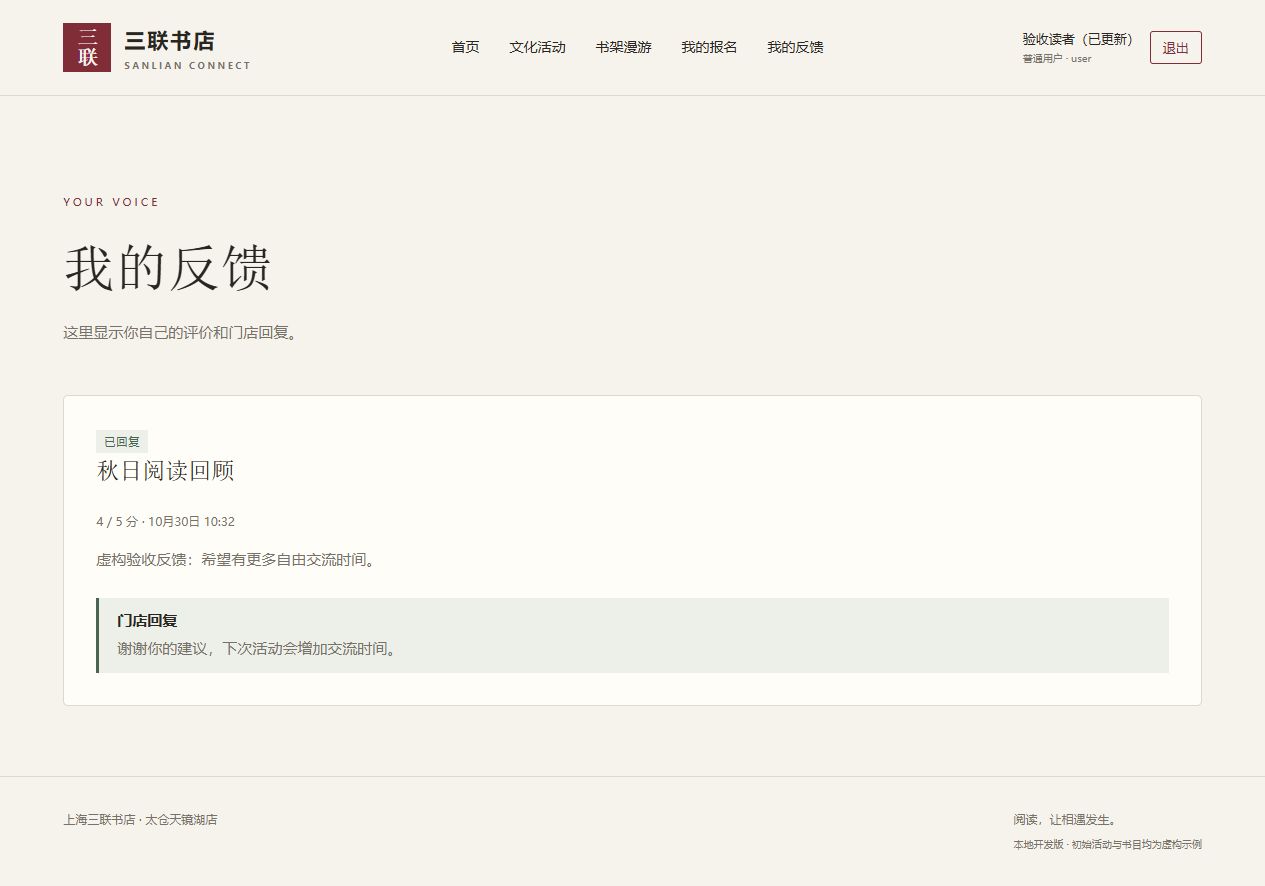 三联
三联书店
SANLIAN CONNECT
首页 文化活动 书架漫游 我的报名 我的反馈
验收读者（已更新）
普通用户 · user
退出
YOUR VOICE
我的反馈
这里显示你自己的评价和门店回复。
已回复
秋日阅读回顾
4 / 5 分 · 10月30日 10:32
虚构验收反馈：希望有更多自由交流时间。
门店回复
谢谢你的建议，下次活动会增加交流时间。
上海三联书店 · 太仓天镜湖店
阅读，让相遇发生。
本地开发版 · 初始活动与书目均为虚构示例